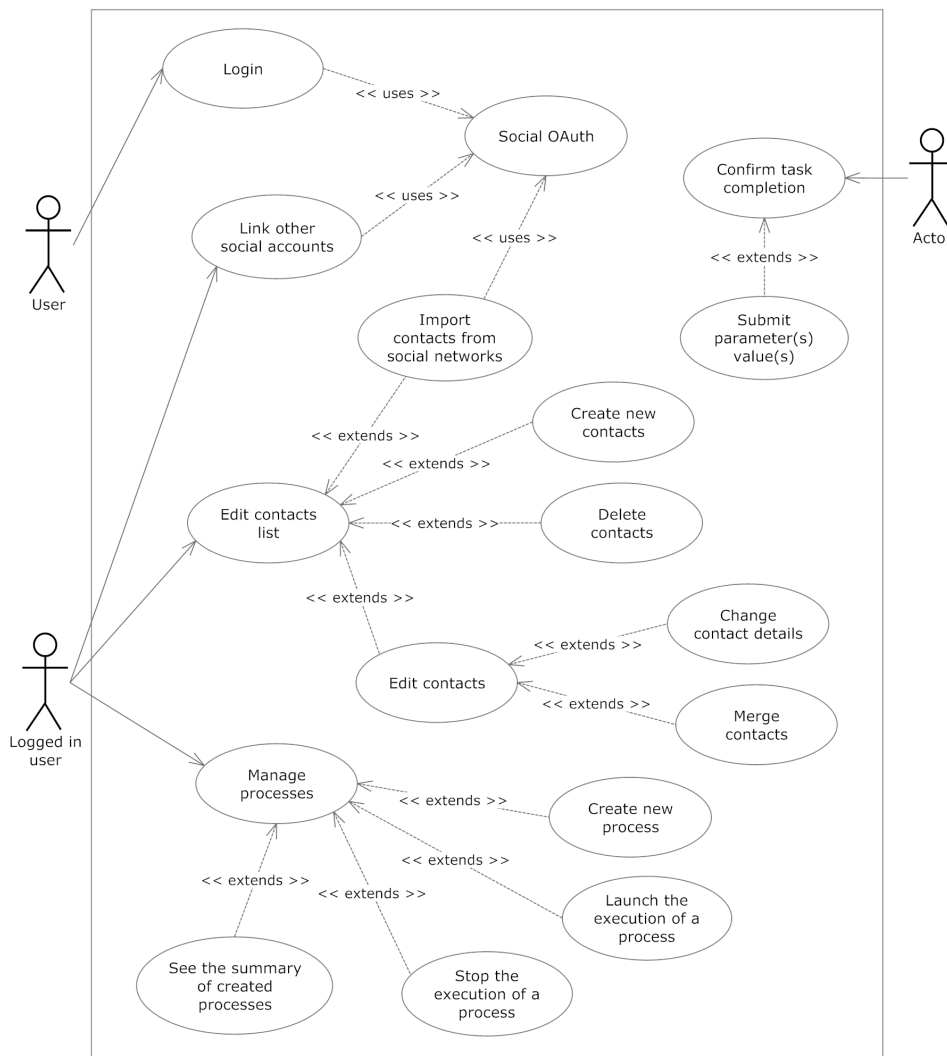 Login
<< uses >>
Social OAuth
Confirm task
completion
<< uses >>
Link other
social accounts
<< uses >>
Acto
<< extends >>
User
Import
contacts from
social networks
Submit
parameter(s)
value(s)
Create new
contacts
<< extends >>
<< extends >>
Edit contacts
list
<< extends >>
Delete
contacts
<< extends >>
Change
contact details
<< extends >>
Edit contacts
<< extends >>
Merge
contacts
Logged in
user
Manage
processes
<< extends >>
Create new
process
<< extends >>
<< extends >>
<< extends >>
Launch the
execution of a
process
See the summary
of created
processes
Stop the
execution of a
process